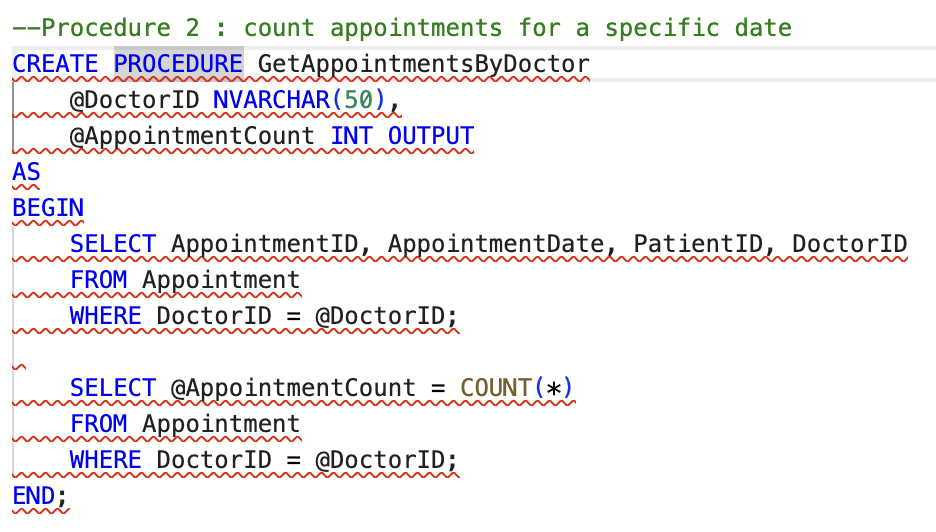 --Procedure 2 : count appointments for a specific date
CREATE PROCEDURE GetAppointmentsByDoctor
    @DoctorID NVARCHAR(50),
    @AppointmentCount INT OUTPUT
AS
BEGIN
    SELECT AppointmentID, AppointmentDate, PatientID, DoctorID
    FROM Appointment
    WHERE DoctorID = @DoctorID;

    SELECT @AppointmentCount = COUNT(*)
    FROM Appointment
    WHERE DoctorID = @DoctorID;
END;